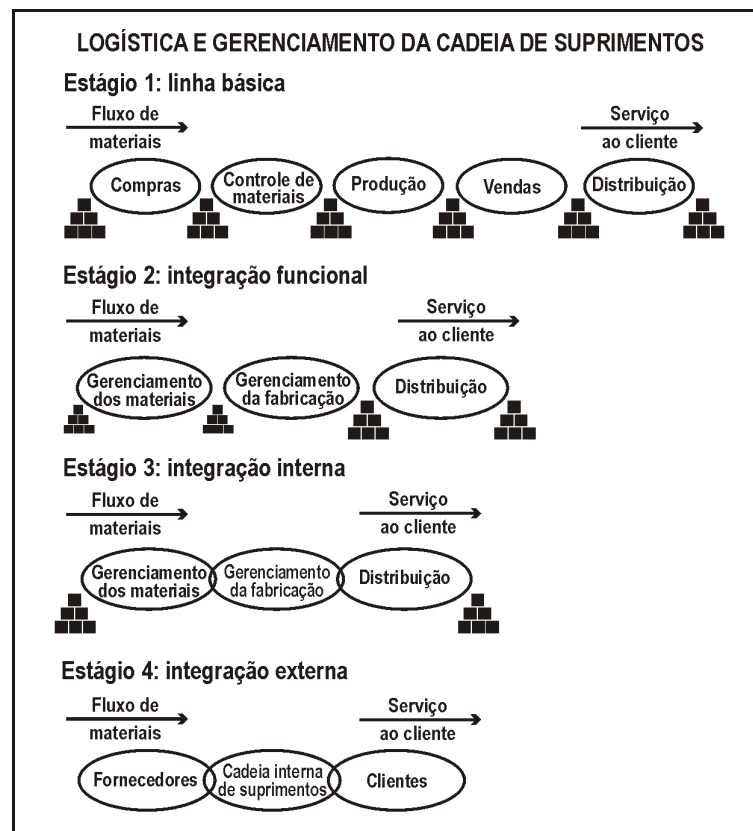 LOGÍSTICA E GERENCIAMENTO DA CADEIA DE SUPRIMENTOS
Estágio 1: linha básica
Fluxo de
materiais
Serviço
ao cliente
Compras
Controle de
materiais
Produção
Vendas
Distribuição
Estágio 2: integração funcional
Fluxo de
materiais
Serviço
ao cliente
Gerenciamento
dos materiais
Gerenciamento
da fabricação
Distribuição
Estágio 3: integração interna
Fluxo de
materiais
Serviço
ao cliente
Gerenciamento
dos materiais
Gerenciamento
da fabricação
Distribuição
Estágio 4: integração externa
Fluxo de
materiais
Serviço
ao cliente
Fornecedores
Cadeia interna
de suprimentos
Clientes